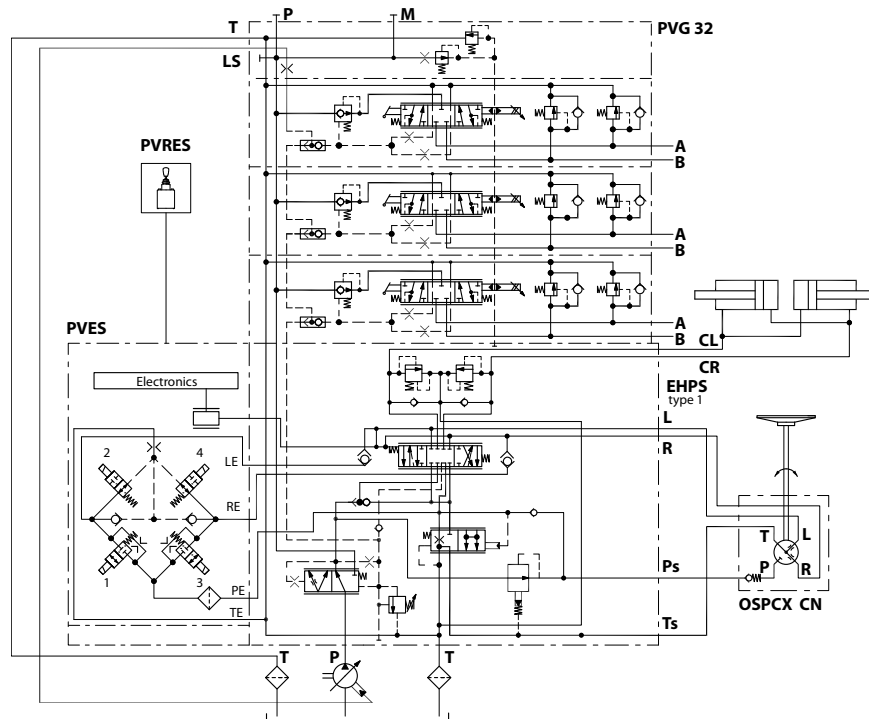 P
M
T
PVG 32
LS
A
B
PVRES
A
B
A
B
PVES
CL
CR
EHPS
type 1
Electronics
L
R
2
4
LE
RE
T
L
P
R
Ps
1
3
PE
TE
OSPCX CN
Ts
T
P
T